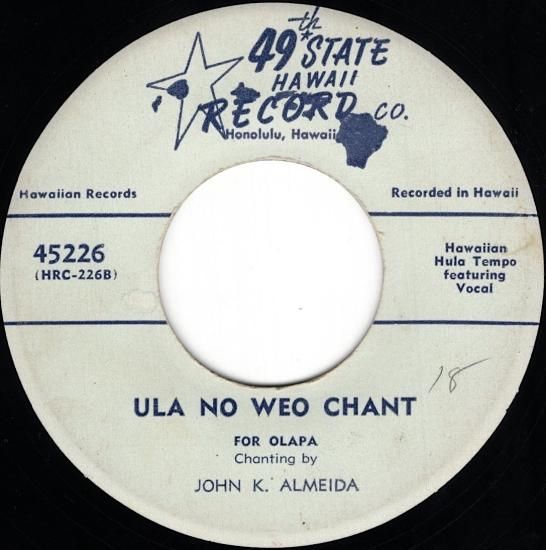 49th STATE
HAWAII
RECORD CO.
Honolulu, Hawaii
Hawaiian Records
Recorded in Hawaii
45226
(HRC-226B)
Hawaiian
Hula Tempo
featuring
Vocal
18
ULA NO WEO CHANT
FOR OLAPA
Chanting by
JOHN K. ALMEIDA